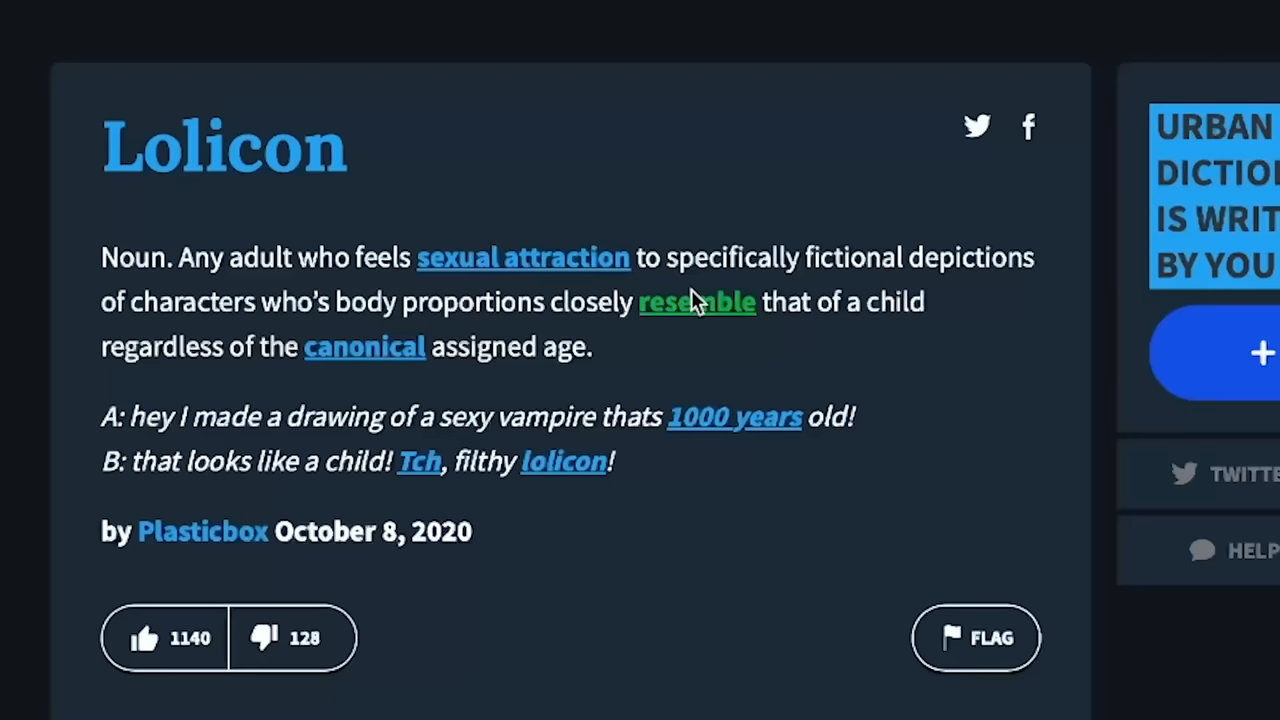 Lolicon
URBAN
DICTIO
IS WRIT
BY YOU
Noun. Any adult who feels sexual attraction to specifically fictional depictions
of characters who’s body proportions closely resemble that of a child
regardless of the canonical assigned age.
A: hey I made a drawing of a sexy vampire thats 1000 years old!
B: that looks like a child! Tch, filthy lolicon!
by Plasticbox October 8, 2020
1140 128
FLAG
+
TWITTE
HELP